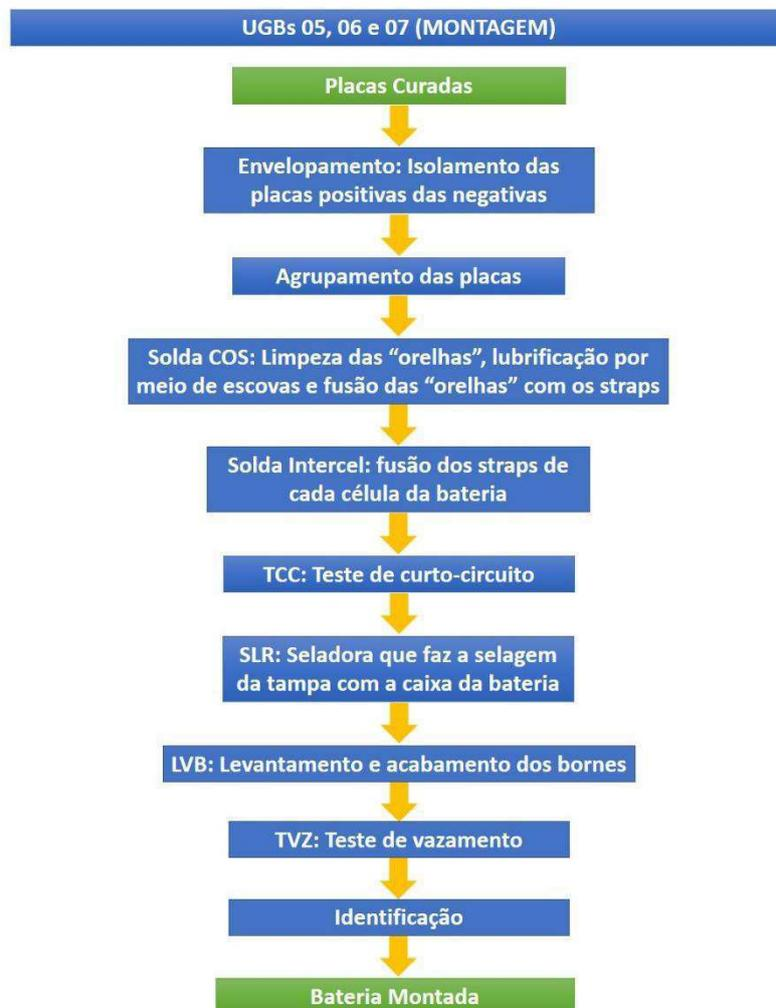 UGBs 05, 06 e 07 (MONTAGEM)
Placas Curadas
Envelopamento: Isolamento das
placas positivas das negativas
Agrupamento das placas
Solda COS: Limpeza das “orelhas”, lubrificação por
meio de escovas e fusão das “orelhas” com os straps
Solda Intercel: fusão dos straps de
cada célula da bateria
TCC: Teste de curto-circuito
SLR: Seladora que faz a selagem
da tampa com a caixa da bateria
LVB: Levantamento e acabamento dos bornes
TVZ: Teste de vazamento
Identificação
Bateria Montada